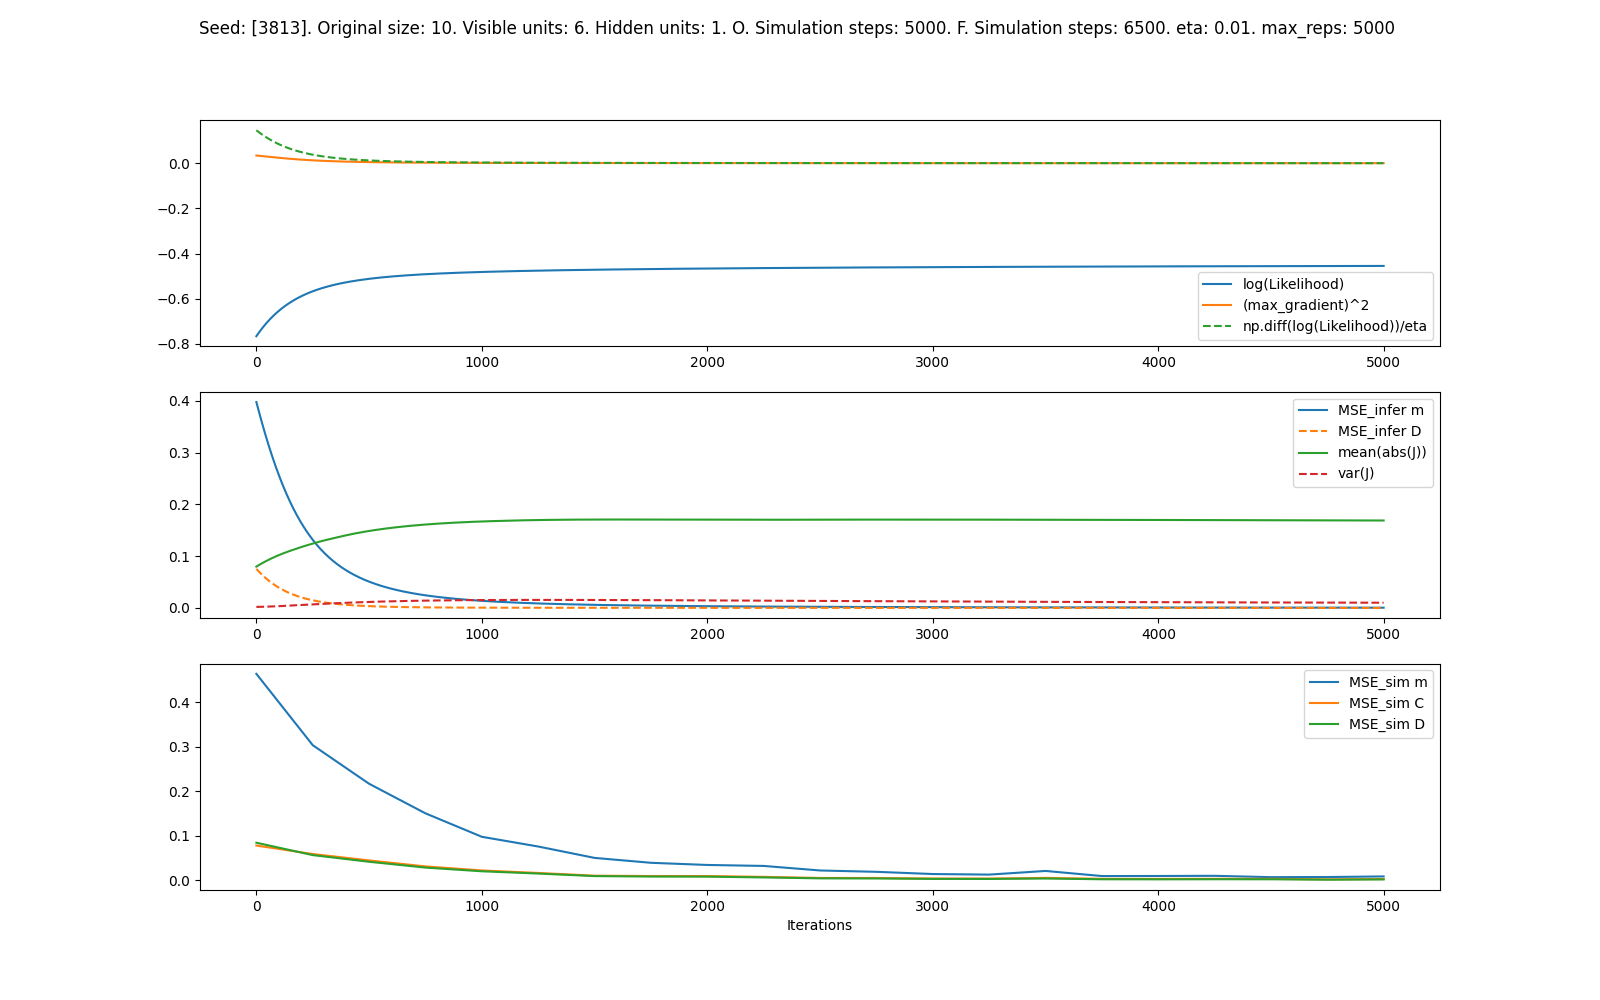 Seed: [3813]. Original size: 10. Visible units: 6. Hidden units: 1. O. Simulation steps: 5000. F. Simulation steps: 6500. eta: 0.01. max_reps: 5000
0.0
−0.2
−0.4
−0.6
−0.8
log(Likelihood)
(max_gradient)^2
np.diff(log(Likelihood))/eta
0 1000 2000 3000 4000 5000
0.4
0.3
0.2
0.1
0.0
MSE_infer m
MSE_infer D
mean(abs(J))
var(J)
0 1000 2000 3000 4000 5000
0.4
0.3
0.2
0.1
0.0
MSE_sim m
MSE_sim C
MSE_sim D
0 1000 2000 3000 4000 5000
Iterations